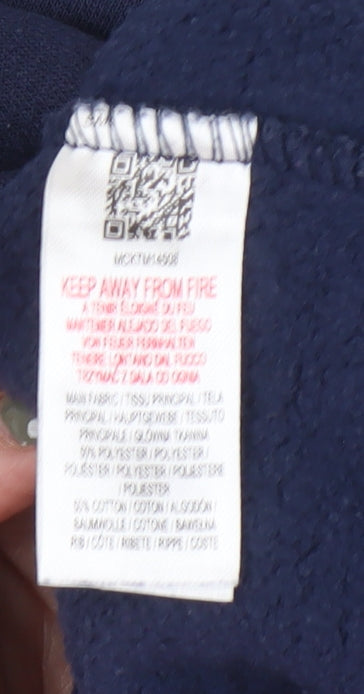 MCKTM14608
KEEP AWAY FROM FIRE
A TENIR ÉLOIGNÉ DU FEU
MANTENER ALEJADO DEL FUEGO
VON FEUER FERNHALTEN
TENERE LONTANO DAL FUOCO
TRZYMAĆ Z DALA OD OGNIA
MAIN FABRIC / TISSU PRINCIPAL / TELA
PRINCIPAL / HAUPTGEWEBE / TESSUTO
PRINCIPALE / GŁÓWNA TKANINA
50% POLYESTER / POLYESTER /
POLIÉSTER / POLYESTER / POLIESTERE
/ POLIESTER
50% COTTON / COTON / ALGODÓN /
BAUMWOLLE / COTONE / BAWEŁNA
RIB / CÔTE / RIBETE / RIPPE / COSTE